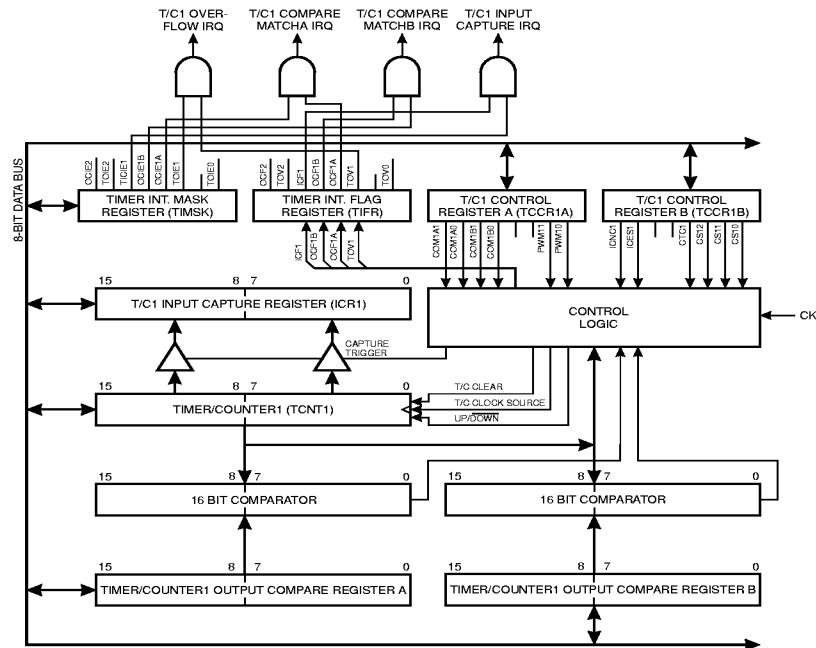 T/C1 OVER-
FLOW IRQ
T/C1 COMPARE
MATCHA IRQ
T/C1 COMPARE
MATCHB IRQ
T/C1 INPUT
CAPTURE IRQ
8-BIT DATA BUS
OCIE2
TOIE2
TICIE1
OCIE1B
OCIE1A
TOIE1
TOIE0
OCF2
TOV2
ICF1
OCF1B
OCF1A
TOV1
TOV0
TIMER INT. MASK
REGISTER (TIMSK)
TIMER INT. FLAG
REGISTER (TIFR)
T/C1 CONTROL
REGISTER A (TCCR1A)
T/C1 CONTROL
REGISTER B (TCCR1B)
ICF1
OCF1B
OCF1A
TOV1
COM1A1
COM1A0
COM1B1
COM1B0
PWM11
PWM10
ICNC1
ICES1
CTC1
CS12
CS11
CS10
15 8 7 0
T/C1 INPUT CAPTURE REGISTER (ICR1)
CONTROL
LOGIC
CK
CAPTURE
TRIGGER
15 8 7 0
TIMER/COUNTER1 (TCNT1)
T/C CLEAR
T/C CLOCK SOURCE
UP/DOWN
15 8 7 0
16 BIT COMPARATOR
15 8 7 0
16 BIT COMPARATOR
15 8 7 0
TIMER/COUNTER1 OUTPUT COMPARE REGISTER A
15 8 7 0
TIMER/COUNTER1 OUTPUT COMPARE REGISTER B